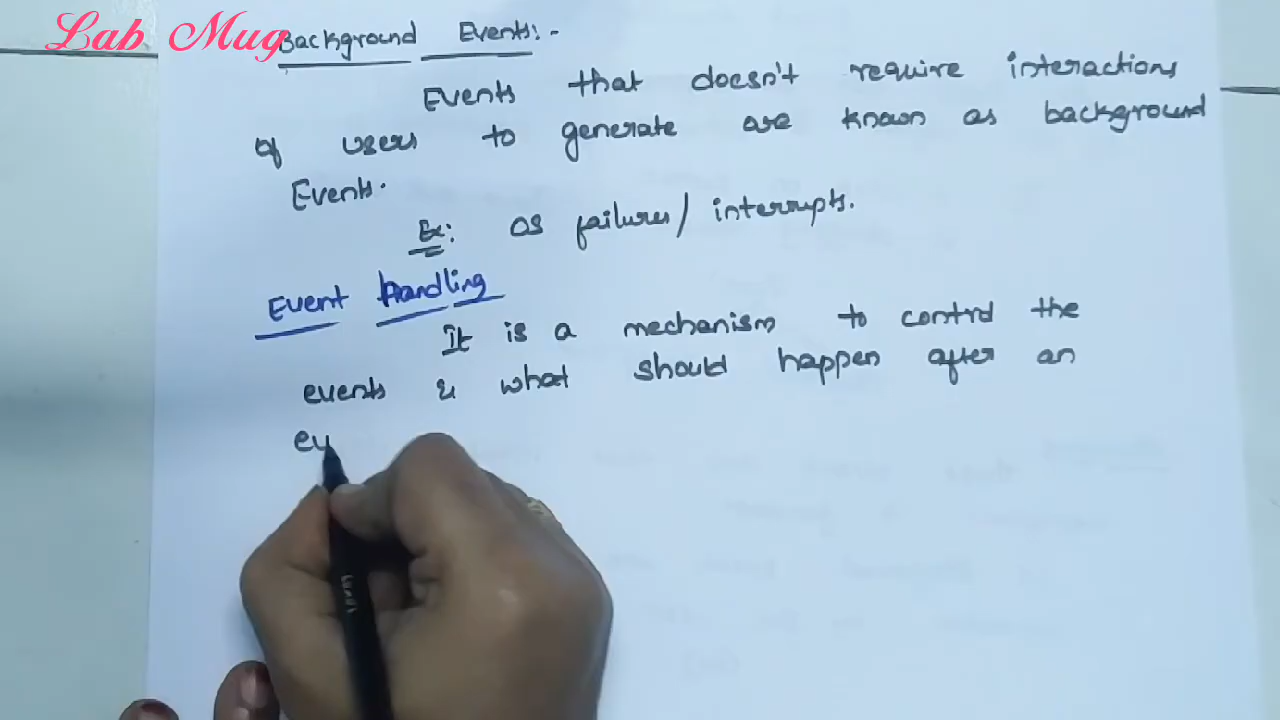 Lab Mug
Background Events:-
Events that doesn't require interactions
of users to generate are known as background
Events.
Ex: OS failures/interrupts.
Event Handling
It is a mechanism to control the
events & what should happen after an
ev